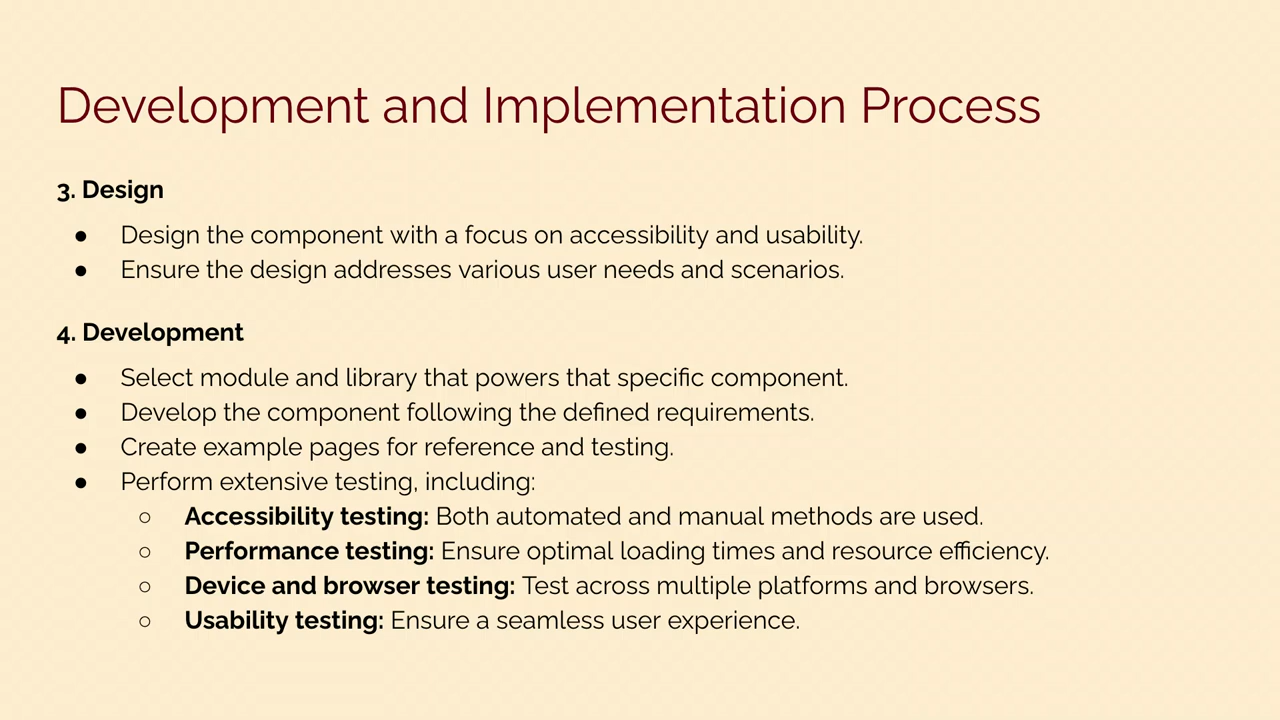 Development and Implementation Process
3. Design
● Design the component with a focus on accessibility and usability.
● Ensure the design addresses various user needs and scenarios.
4. Development
● Select module and library that powers that specific component.
● Develop the component following the defined requirements.
● Create example pages for reference and testing.
● Perform extensive testing, including:
○ Accessibility testing: Both automated and manual methods are used.
○ Performance testing: Ensure optimal loading times and resource efficiency.
○ Device and browser testing: Test across multiple platforms and browsers.
○ Usability testing: Ensure a seamless user experience.